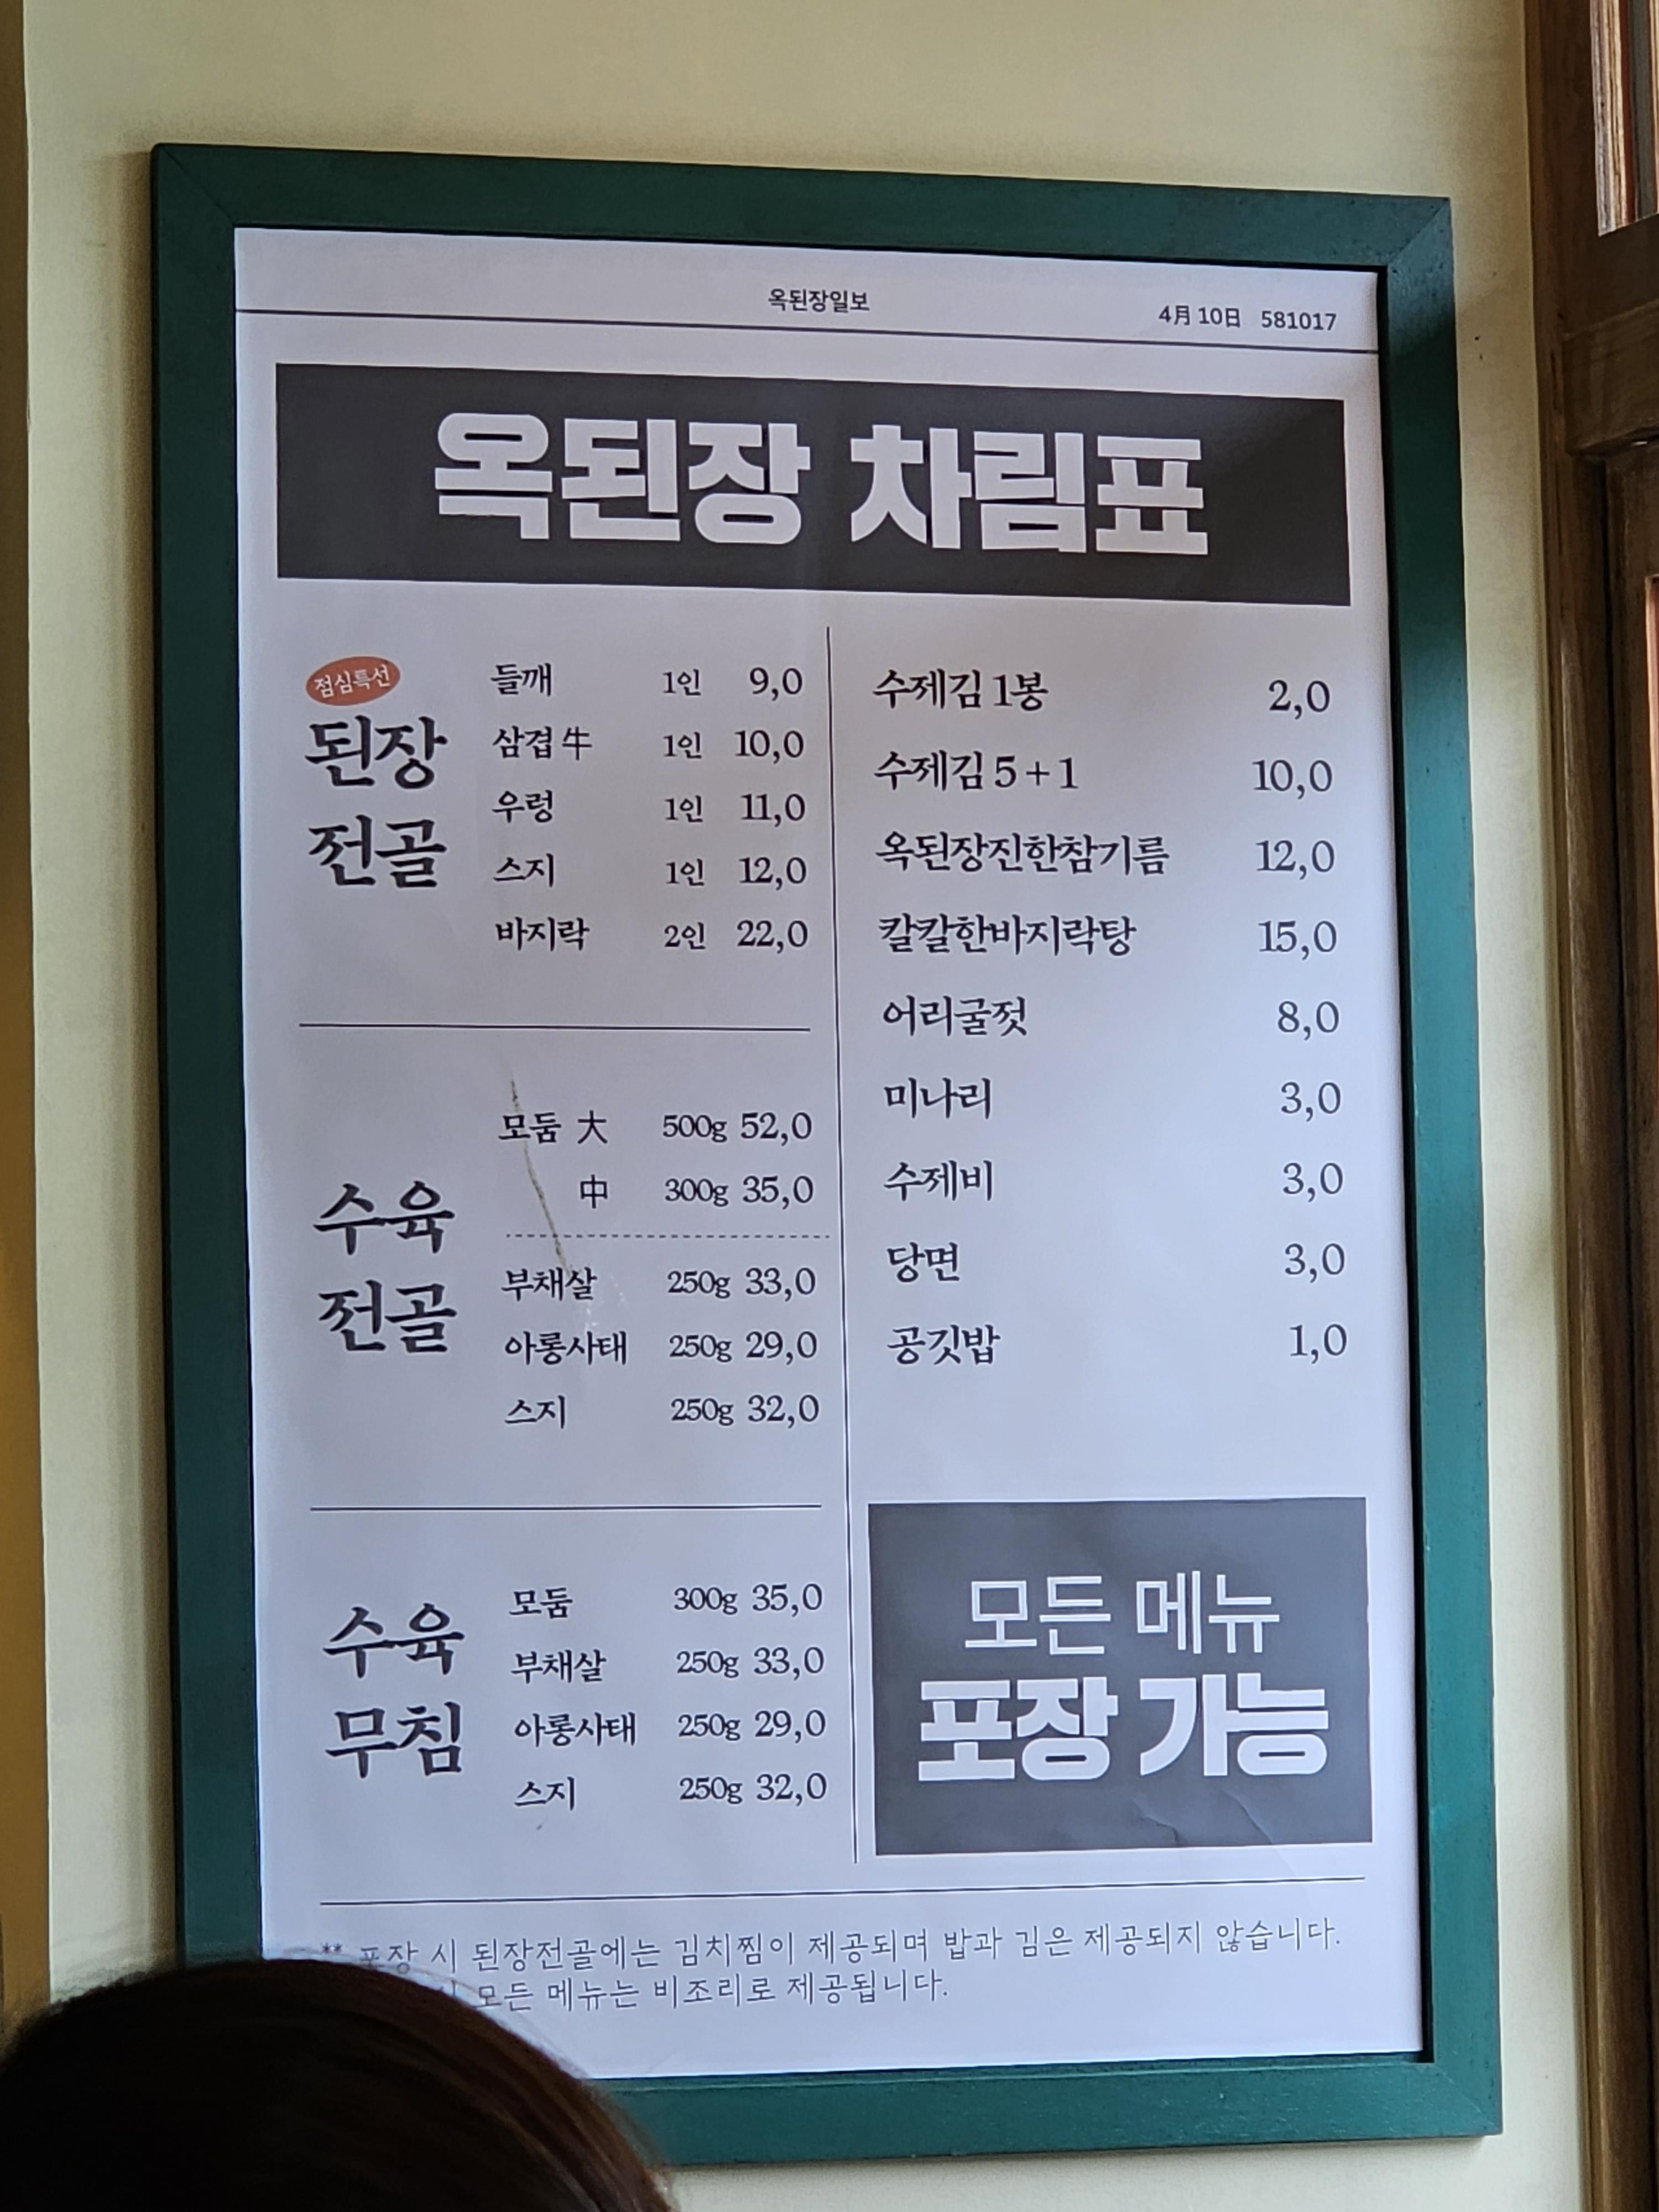 옥된장일보
4月 10日 581017
옥된장 차림표
점심특선
된장
전골
들깨 1인 9,0
삼겹 牛 1인 10,0
우렁 1인 11,0
스지 1인 12,0
바지락 2인 22,0
수육
전골
모둠 大 500g 52,0
中 300g 35,0
부채살 250g 33,0
아롱사태 250g 29,0
스지 250g 32,0
수육
무침
모둠 300g 35,0
부채살 250g 33,0
아롱사태 250g 29,0
스지 250g 32,0
수제김 1봉 2,0
수제김 5+1 10,0
옥된장진한참기름 12,0
칼칼한바지락탕 15,0
어리굴젓 8,0
미나리 3,0
수제비 3,0
당면 3,0
공깃밥 1,0
모든 메뉴
포장 가능
** 포장 시 된장전골에는 김치찜이 제공되며 밥과 김은 제공되지 않습니다.
모든 메뉴는 비조리로 제공됩니다.